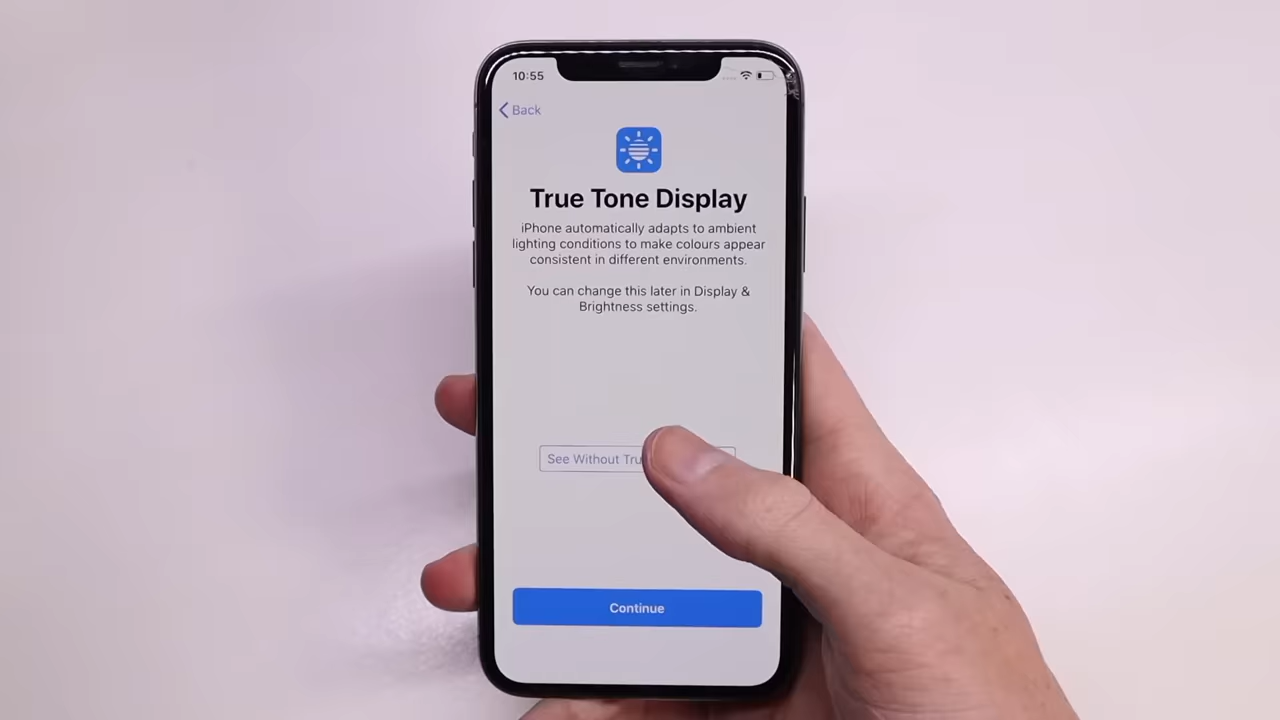 10:55
Back
True Tone Display
iPhone automatically adapts to ambient
lighting conditions to make colours appear
consistent in different environments.
You can change this later in Display &
Brightness settings.
See Without
Continue